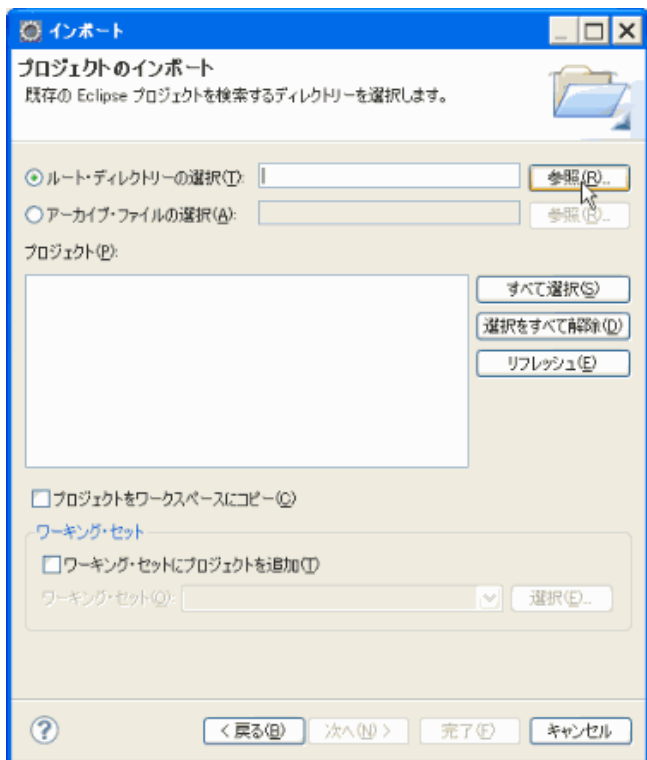 インポート
プロジェクトのインポート
既存の Eclipse プロジェクトを検索するディレクトリーを選択します。
ルート・ディレクトリーの選択(T): 参照(R)...
アーカイブ・ファイルの選択(A): 参照(R)...
プロジェクト(P):
すべて選択(S)
選択をすべて解除(D)
リフレッシュ(E)
プロジェクトをワークスペースにコピー(C)
ワーキング・セット
ワーキング・セットにプロジェクトを追加(T)
ワーキング・セット(O): 選択(E)...
< 戻る(B) 次へ(N) > 完了(F) キャンセル